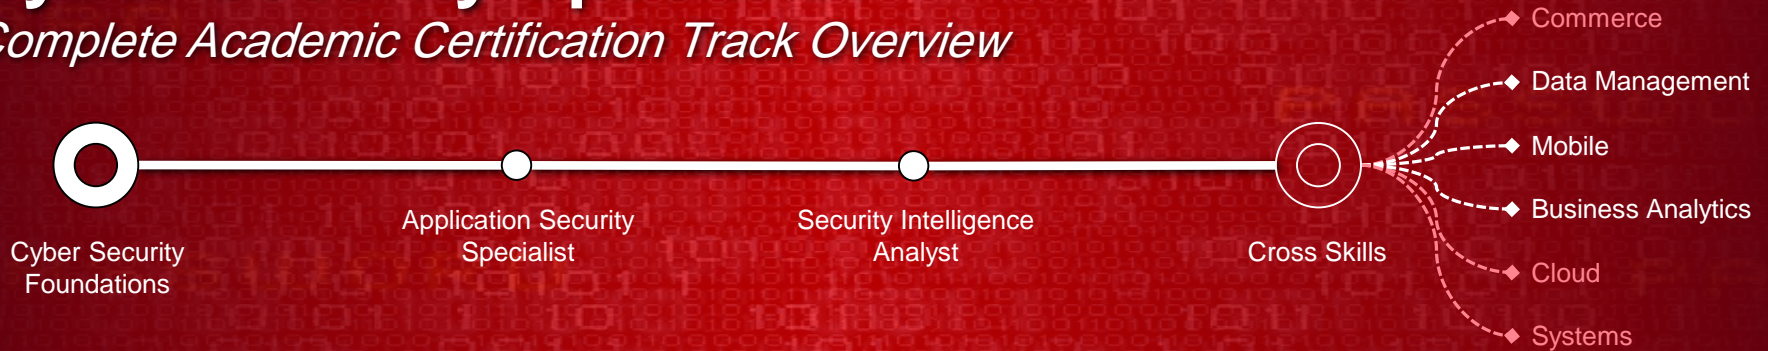 Complete Academic Certification Track Overview
Cyber Security
Foundations
Application Security
Specialist
Security Intelligence
Analyst
Cross Skills
Commerce
Data Management
Mobile
Business Analytics
Cloud
Systems